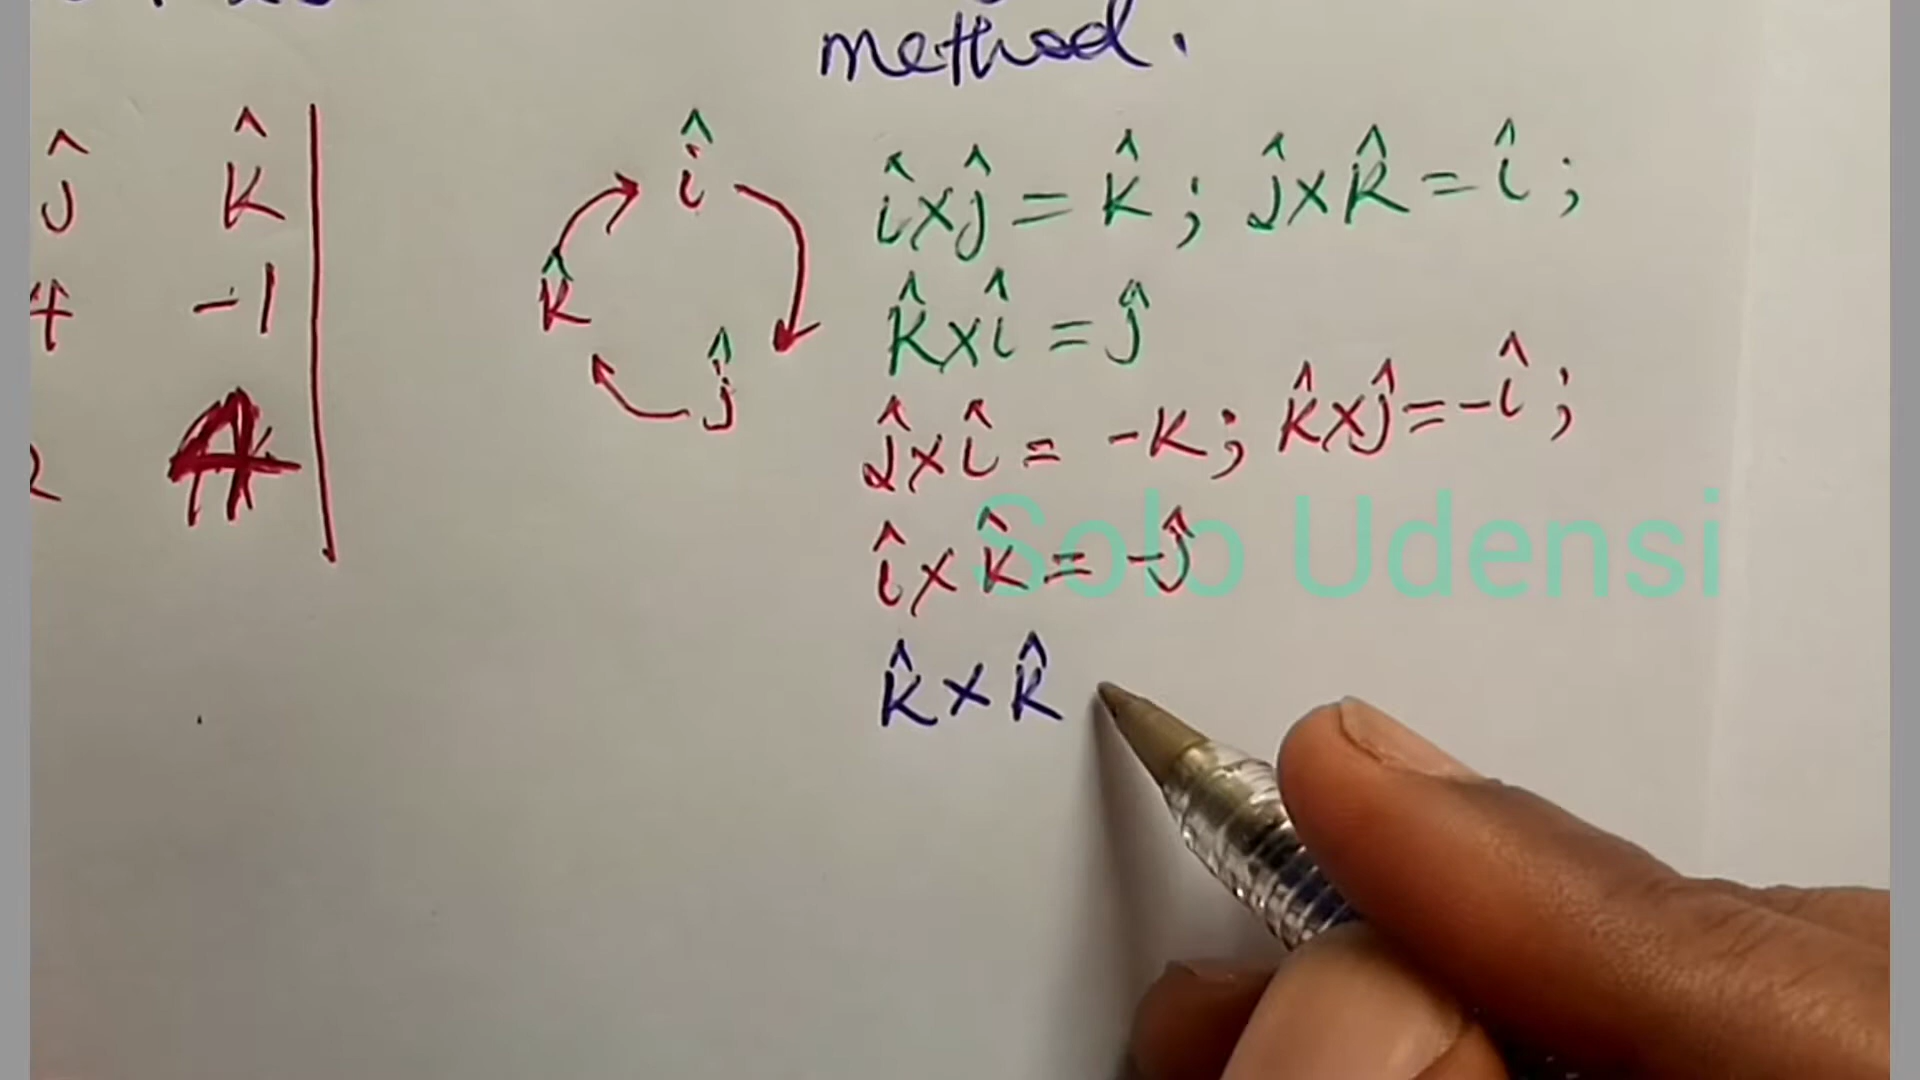 method.
ĵ k̂
4 -1
2 4
î
k̂
ĵ
î×ĵ = k̂ ; ĵ×k̂ = î ;
k̂×î = ĵ
ĵ×î = -k ; k̂×ĵ = -î ;
î×k̂ = -ĵ
k̂×k̂
Solo Udensi